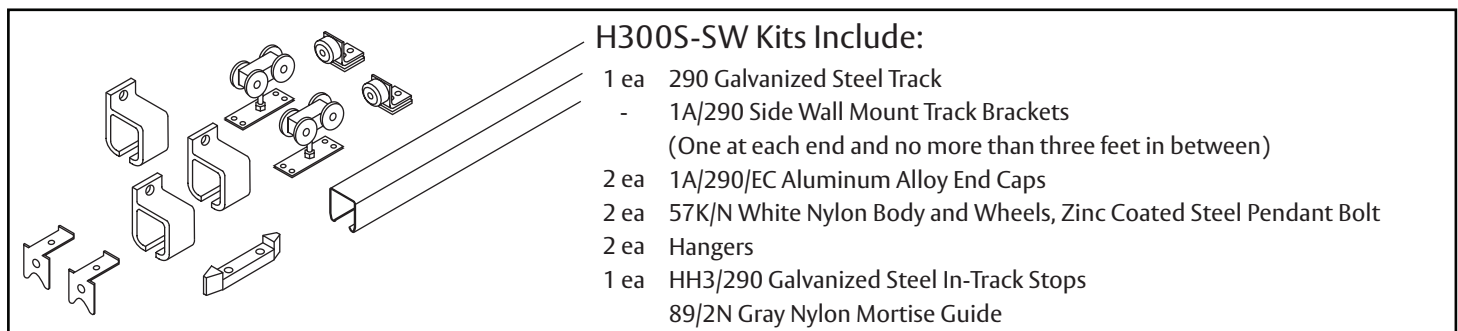 H300S-SW Kits Include:
1 ea 290 Galvanized Steel Track
- 1A/290 Side Wall Mount Track Brackets
(One at each end and no more than three feet in between)
2 ea 1A/290/EC Aluminum Alloy End Caps
2 ea 57K/N White Nylon Body and Wheels, Zinc Coated Steel Pendant Bolt
2 ea Hangers
1 ea HH3/290 Galvanized Steel In-Track Stops
89/2N Gray Nylon Mortise Guide